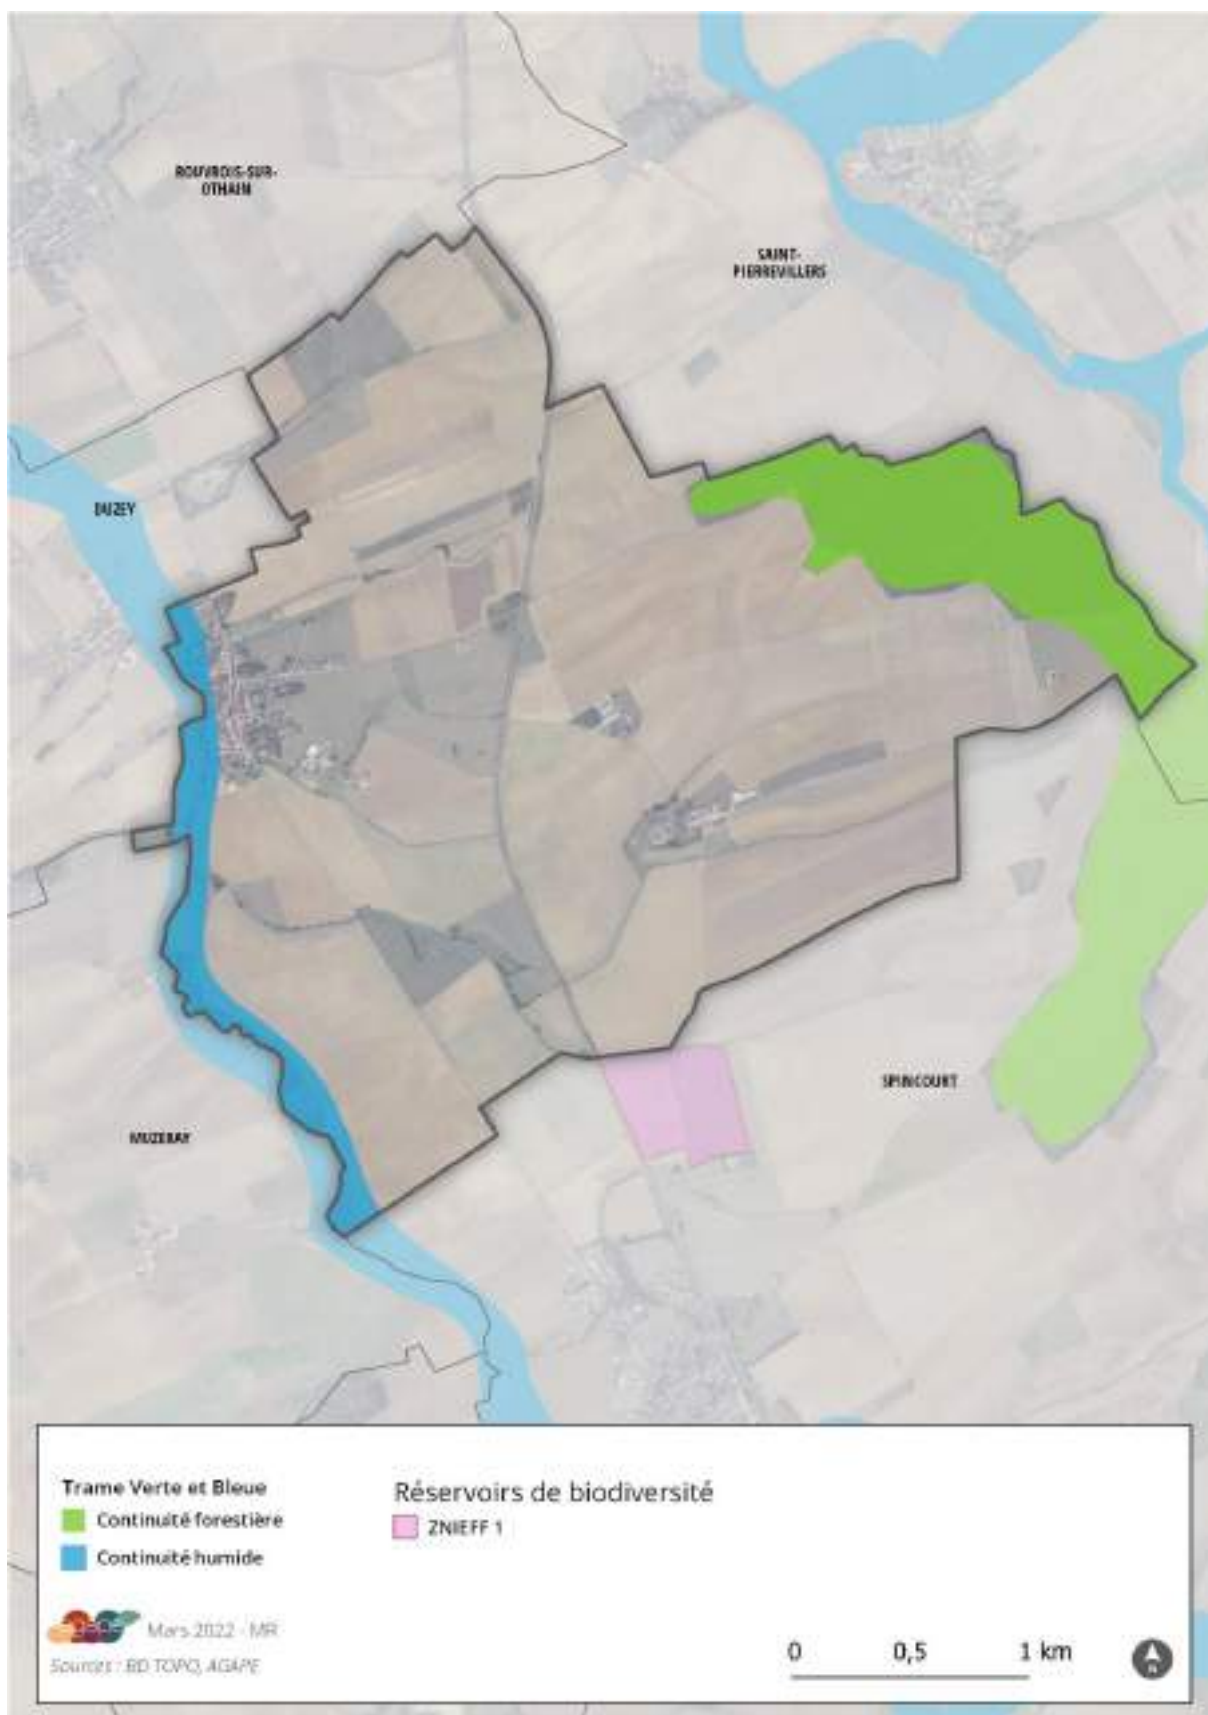 ROUVROIS-SUR-
OTHAIN
SAINT-
PIERREVILLERS
DUZEY
SPINCOURT
MUZERAY
Trame Verte et Bleue
Continuité forestière
Continuité humide
Réservoirs de biodiversité
ZNIEFF 1
agape
Mars 2022 - MR
Sources : BD TOPO, AGAPE
0 0,5 1 km
N